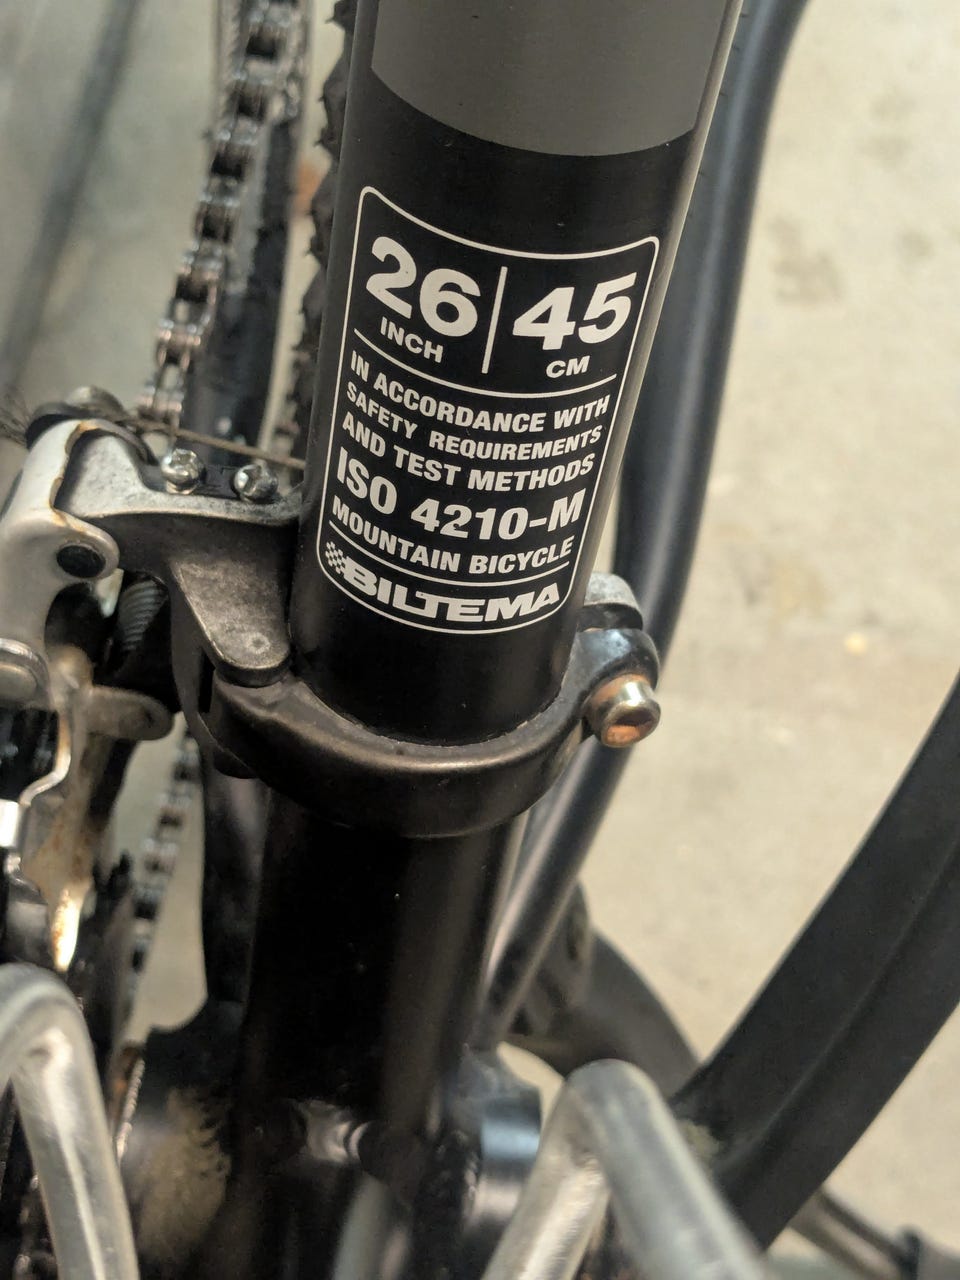 26 | 45
INCH CM
IN ACCORDANCE WITH
SAFETY REQUIREMENTS
AND TEST METHODS
ISO 4210-M
MOUNTAIN BICYCLE
BILTEMA